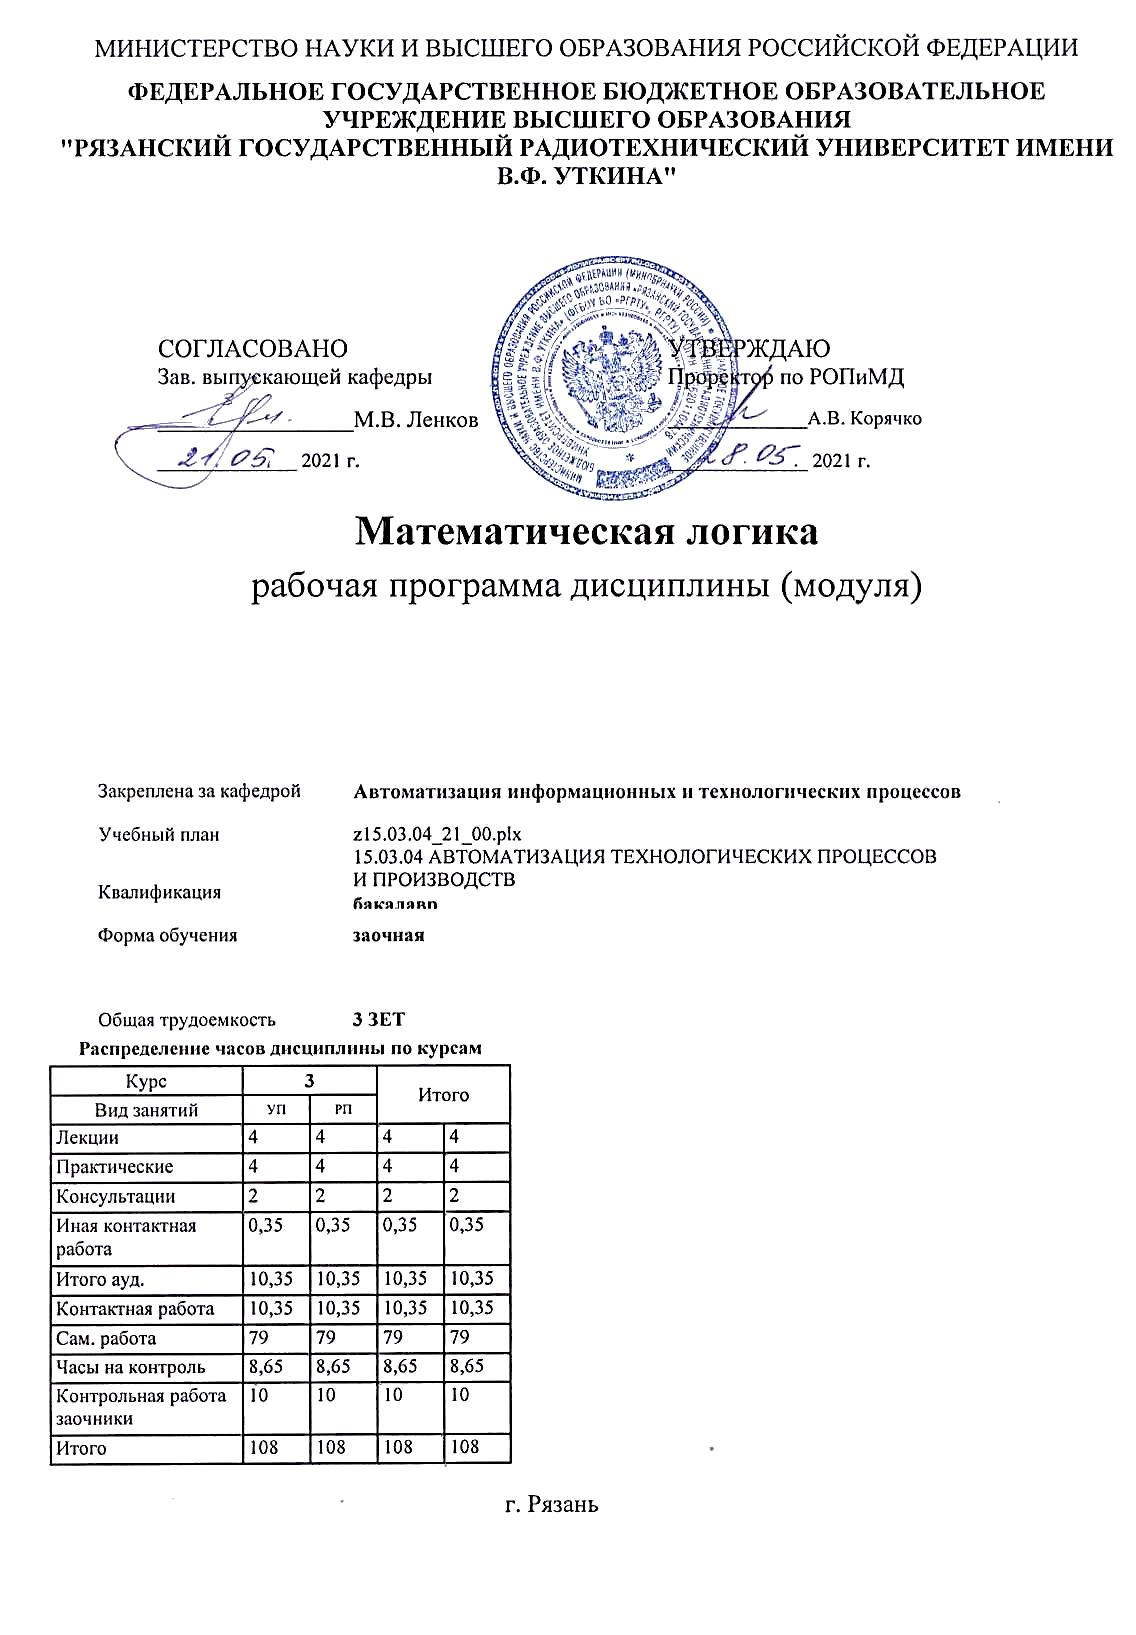 МИНИСТЕРСТВО НАУКИ И ВЫСШЕГО ОБРАЗОВАНИЯ РОССИЙСКОЙ ФЕДЕРАЦИИ
ФЕДЕРАЛЬНОЕ ГОСУДАРСТВЕННОЕ БЮДЖЕТНОЕ ОБРАЗОВАТЕЛЬНОЕ
УЧРЕЖДЕНИЕ ВЫСШЕГО ОБРАЗОВАНИЯ
"РЯЗАНСКИЙ ГОСУДАРСТВЕННЫЙ РАДИОТЕХНИЧЕСКИЙ УНИВЕРСИТЕТ ИМЕНИ
В.Ф. УТКИНА"
СОГЛАСОВАНО
Зав. выпускающей кафедры
М.В. Ленков
21.05. 2021 г.
УТВЕРЖДАЮ
Проректор по РОПиМД
А.В. Корячко
28.05. 2021 г.
Математическая логика
рабочая программа дисциплины (модуля)
Закреплена за кафедрой Автоматизация информационных и технологических процессов
Учебный план z15.03.04_21_00.plx
15.03.04 АВТОМАТИЗАЦИЯ ТЕХНОЛОГИЧЕСКИХ ПРОЦЕССОВ
И ПРОИЗВОДСТВ
Квалификация бакалавр
Форма обучения заочная
Общая трудоемкость 3 ЗЕТ
Распределение часов дисциплины по курсам
Курс 3 Итого
Вид занятий УП РП
Лекции 4 4 4 4
Практические 4 4 4 4
Консультации 2 2 2 2
Иная контактная 0,35 0,35 0,35 0,35
работа
Итого ауд. 10,35 10,35 10,35 10,35
Контактная работа 10,35 10,35 10,35 10,35
Сам. работа 79 79 79 79
Часы на контроль 8,65 8,65 8,65 8,65
Контрольная работа 10 10 10 10
заочники
Итого 108 108 108 108
г. Рязань